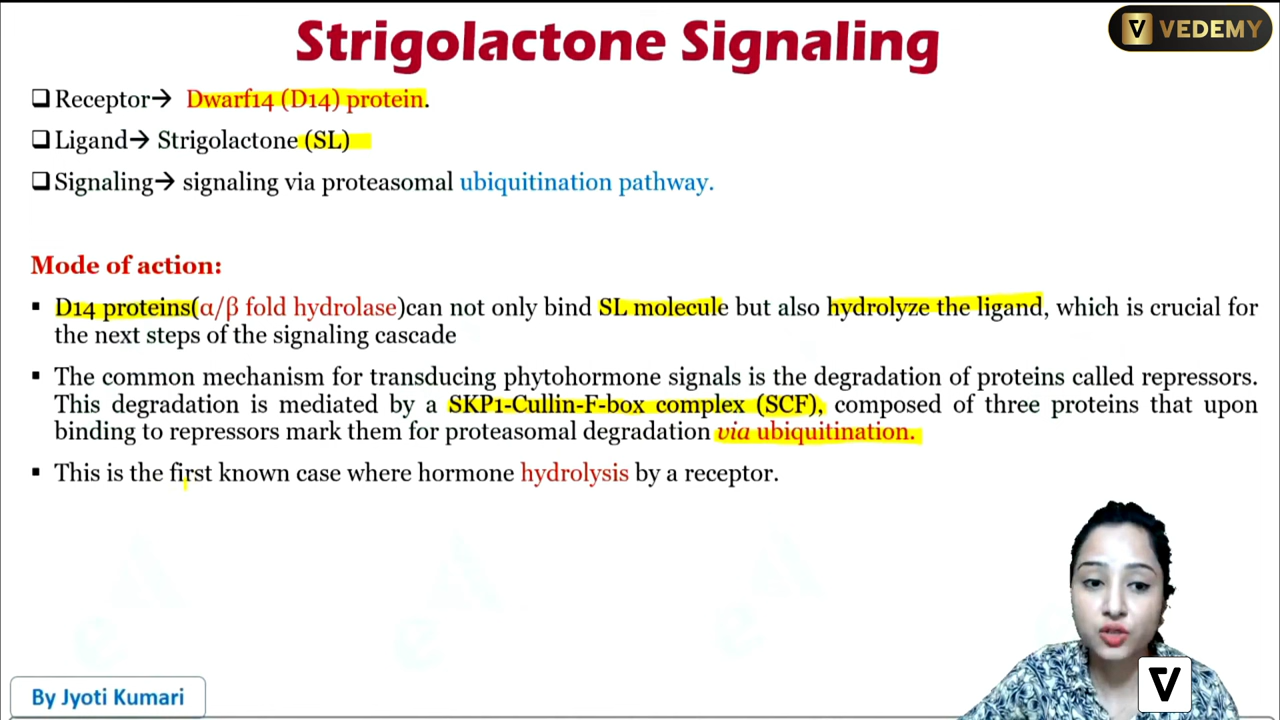 Strigolactone Signaling
VEDEMY
❑ Receptor→ Dwarf14 (D14) protein.
❑ Ligand→ Strigolactone (SL)
❑ Signaling→ signaling via proteasomal ubiquitination pathway.
Mode of action:
▪ D14 proteins(α/β fold hydrolase)can not only bind SL molecule but also hydrolyze the ligand, which is crucial for
the next steps of the signaling cascade
▪ The common mechanism for transducing phytohormone signals is the degradation of proteins called repressors.
This degradation is mediated by a SKP1-Cullin-F-box complex (SCF), composed of three proteins that upon
binding to repressors mark them for proteasomal degradation via ubiquitination.
▪ This is the first known case where hormone hydrolysis by a receptor.
By Jyoti Kumari